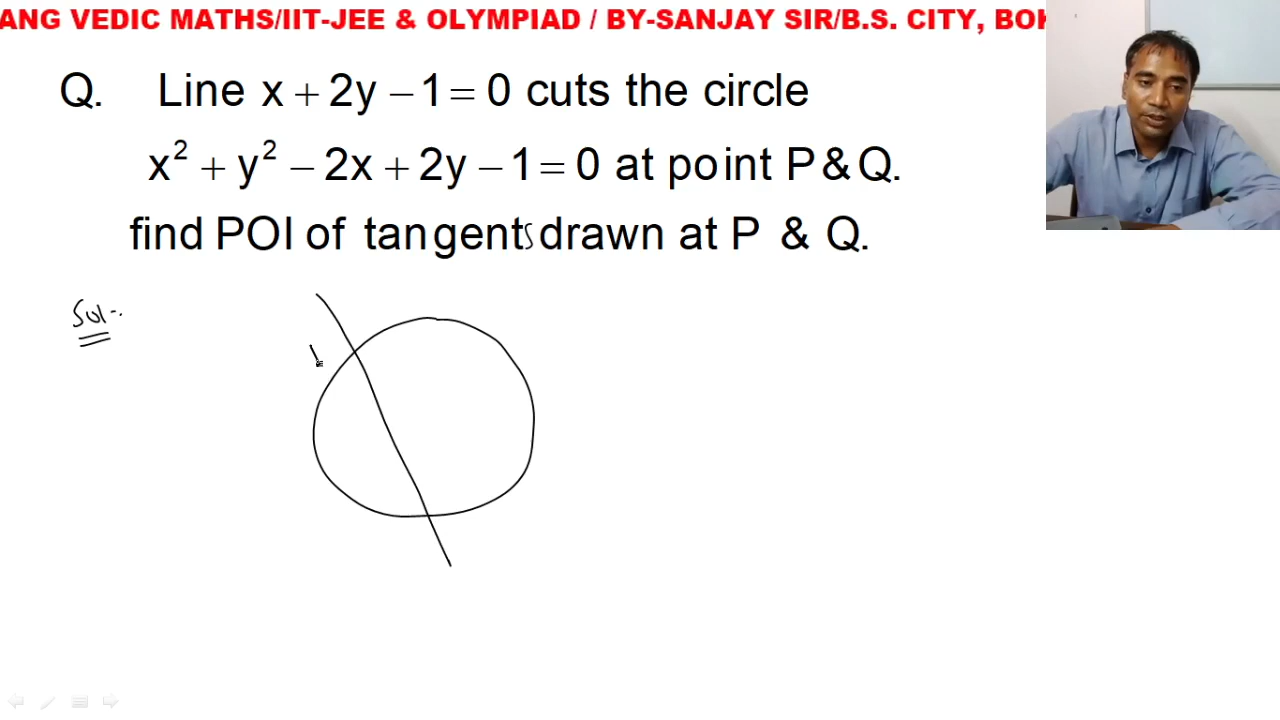 ANG VEDIC MATHS/IIT-JEE & OLYMPIAD / BY-SANJAY SIR/B.S. CITY, BOK
Q. Line x + 2y − 1 = 0 cuts the circle
x² + y² − 2x + 2y − 1 = 0 at point P & Q.
find POI of tangents drawn at P & Q.
Sol-: